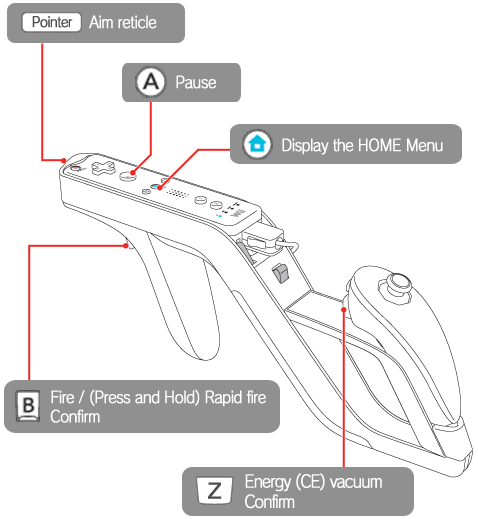 Pointer Aim reticle
A Pause
Display the HOME Menu
Wii
B Fire / (Press and Hold) Rapid fire
Confirm
Z Energy (CE) vacuum
Confirm